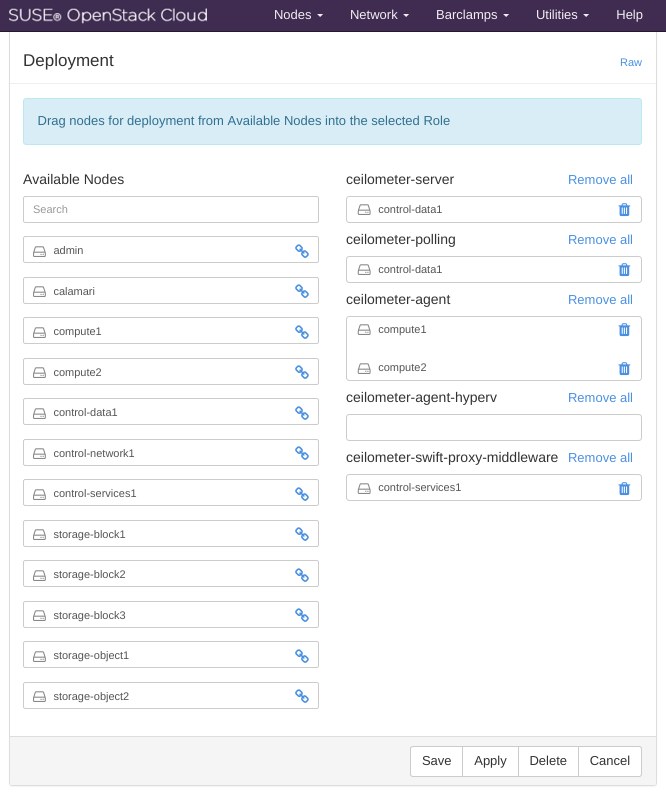 SUSE® OpenStack Cloud
Nodes
Network
Barclamps
Utilities
Help
Deployment
Raw
Drag nodes for deployment from Available Nodes into the selected Role
Available Nodes
Search
admin
calamari
compute1
compute2
control-data1
control-network1
control-services1
storage-block1
storage-block2
storage-block3
storage-object1
storage-object2
ceilometer-server
Remove all
control-data1
ceilometer-polling
Remove all
control-data1
ceilometer-agent
Remove all
compute1
compute2
ceilometer-agent-hyperv
Remove all
ceilometer-swift-proxy-middleware
Remove all
control-services1
Save
Apply
Delete
Cancel